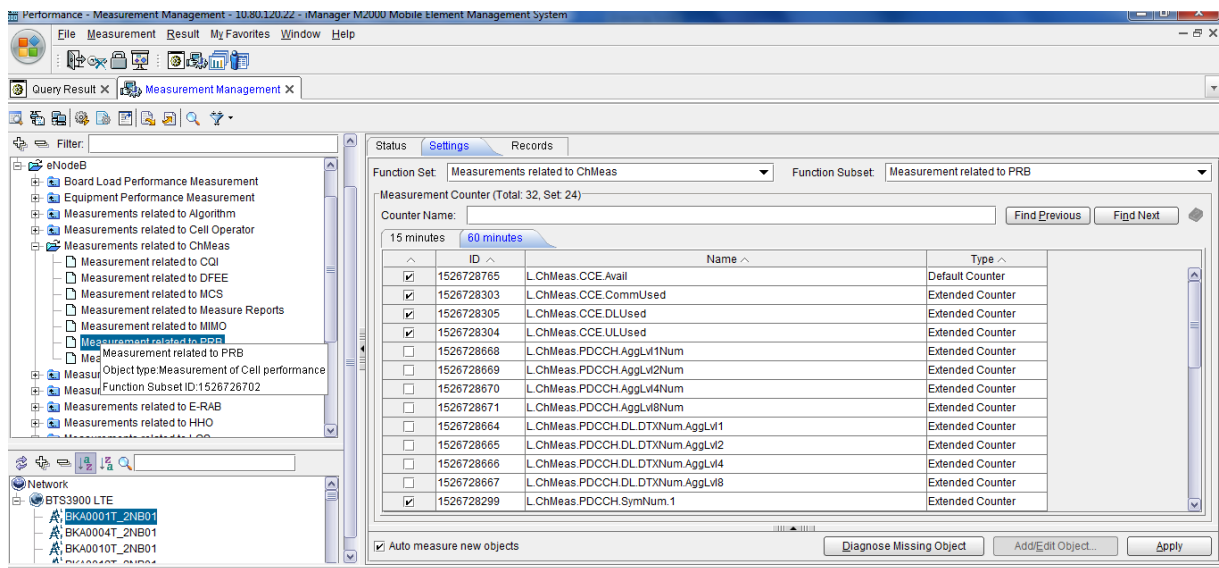 Performance - Measurement Management - 10.80.120.22 - iManager M2000 Mobile Element Management System
File Measurement Result My Favorites Window Help
Query Result Measurement Management
Filter:
eNodeB
Board Load Performance Measurement
Equipment Performance Measurement
Measurements related to Algorithm
Measurements related to Cell Operator
Measurements related to ChMeas
Measurement related to CQI
Measurement related to DFEE
Measurement related to MCS
Measurements related to Measure Reports
Measurement related to MIMO
Measurement related to PRB
Mea
Measur
Measur
Measurement related to PRB
Object type:Measurement of Cell performance
Function Subset ID:1526726702
Measurements related to E-RAB
Measurements related to HHO
Network
BTS3900 LTE
BKA0001T_2NB01
BKA0004T_2NB01
BKA0010T_2NB01
Status Settings Records
Function Set: Measurements related to ChMeas Function Subset: Measurement related to PRB
Measurement Counter (Total: 32, Set: 24)
Counter Name: Find Previous Find Next
15 minutes 60 minutes
ID Name Type
1526728765 L.ChMeas.CCE.Avail Default Counter
1526728303 L.ChMeas.CCE.CommUsed Extended Counter
1526728305 L.ChMeas.CCE.DLUsed Extended Counter
1526728304 L.ChMeas.CCE.ULUsed Extended Counter
1526728668 L.ChMeas.PDCCH.AggLvl1Num Extended Counter
1526728669 L.ChMeas.PDCCH.AggLvl2Num Extended Counter
1526728670 L.ChMeas.PDCCH.AggLvl4Num Extended Counter
1526728671 L.ChMeas.PDCCH.AggLvl8Num Extended Counter
1526728664 L.ChMeas.PDCCH.DL.DTXNum.AggLvl1 Extended Counter
1526728665 L.ChMeas.PDCCH.DL.DTXNum.AggLvl2 Extended Counter
1526728666 L.ChMeas.PDCCH.DL.DTXNum.AggLvl4 Extended Counter
1526728667 L.ChMeas.PDCCH.DL.DTXNum.AggLvl8 Extended Counter
1526728299 L.ChMeas.PDCCH.SymNum.1 Extended Counter
Auto measure new objects Diagnose Missing Object Add/Edit Object... Apply